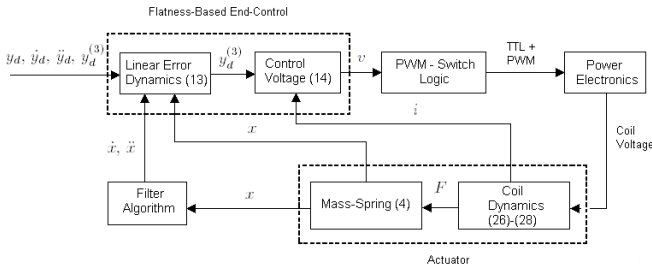 Flatness-Based End-Control
y_d, ẏ_d, ÿ_d, y_d^(3)
Linear Error
Dynamics (13)
y_d^(3)
Control
Voltage (14)
v
PWM - Switch
Logic
TTL +
PWM
Power
Electronics
Coil
Voltage
ẋ, ẍ
x
i
Filter
Algorithm
x
Mass-Spring (4)
F
Coil
Dynamics
(26)-(28)
Actuator